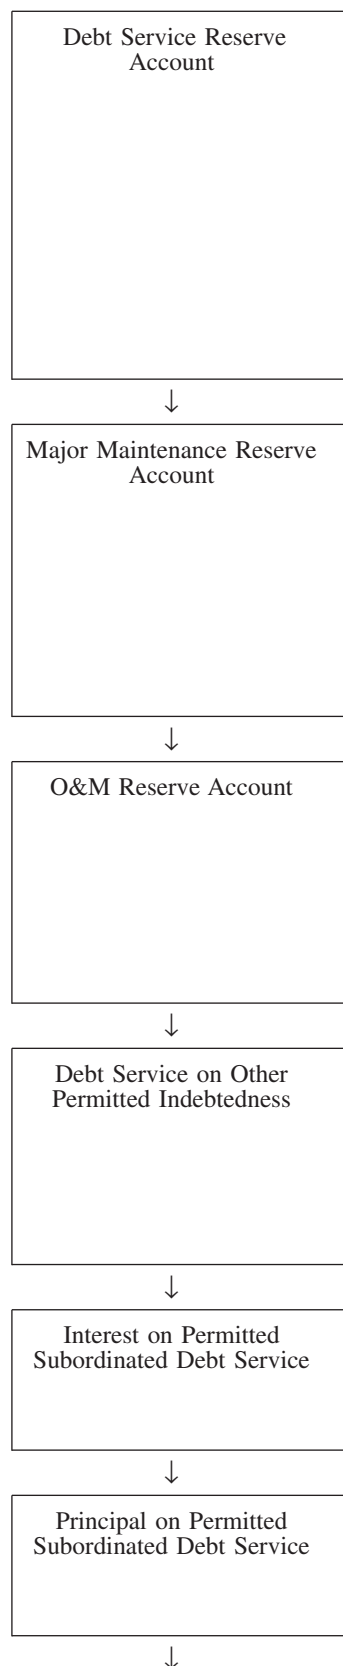 Debt Service Reserve
Account
↓
Major Maintenance Reserve
Account
↓
O&M Reserve Account
↓
Debt Service on Other
Permitted Indebtedness
↓
Interest on Permitted
Subordinated Debt Service
↓
Principal on Permitted
Subordinated Debt Service
↓